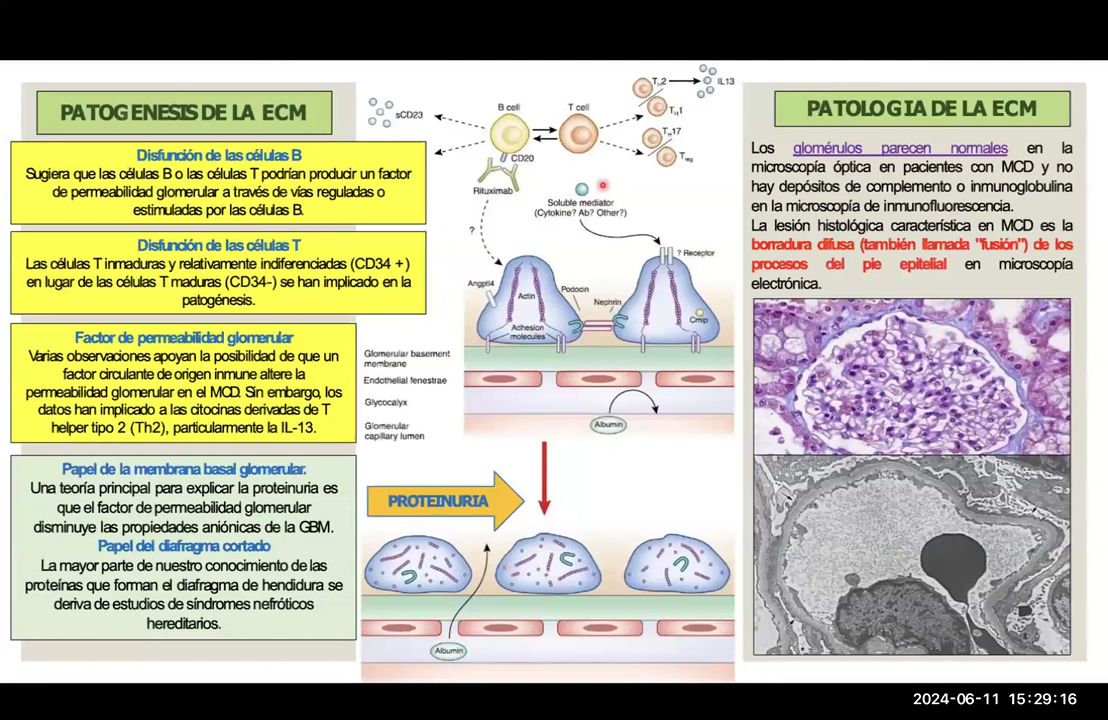 PATOGENESIS DE LA ECM
Disfunción de las células B
Sugiera que las células B o las células T podrían producir un factor
de permeabilidad glomerular a través de vías reguladas o
estimuladas por las células B.
Disfunción de las células T
Las células T inmaduras y relativamente indiferenciadas (CD34 +)
en lugar de las células T maduras (CD34-) se han implicado en la
patogénesis.
Factor de permeabilidad glomerular
Varias observaciones apoyan la posibilidad de que un
factor circulante de origen inmune altere la
permeabilidad glomerular en el MCD. Sin embargo, los
datos han implicado a las citocinas derivadas de T
helper tipo 2 (Th2), particularmente la IL-13.
Papel de la membrana basal glomerular.
Una teoría principal para explicar la proteinuria es
que el factor de permeabilidad glomerular
disminuye las propiedades aniónicas de la GBM.
Papel del diafragma cortado
La mayor parte de nuestro conocimiento de las
proteínas que forman el diafragma de hendidura se
deriva de estudios de síndromes nefróticos
hereditarios.
sCD23
B cell
T cell
TH2
IL13
TH1
TH17
Treg
CD20
Rituximab
Soluble mediator
(Cytokine? Ab? Other?)
?
? Receptor
Angptl4
Actin
Podocin
Nephrin
Cmip
Adhesion
molecules
Glomerular basement
membrane
Endothelial fenestrae
Glycocalyx
Glomerular
capillary lumen
Albumin
PROTEINURIA
Albumin
PATOLOGIA DE LA ECM
Los glomérulos parecen normales en la
microscopía óptica en pacientes con MCD y no
hay depósitos de complemento o inmunoglobulina
en la microscopía de inmunofluorescencia.
La lesión histológica característica en MCD es la
borradura difusa (también llamada "fusión") de los
procesos del pie epitelial en microscopía
electrónica.
2024-06-11 15:29:16